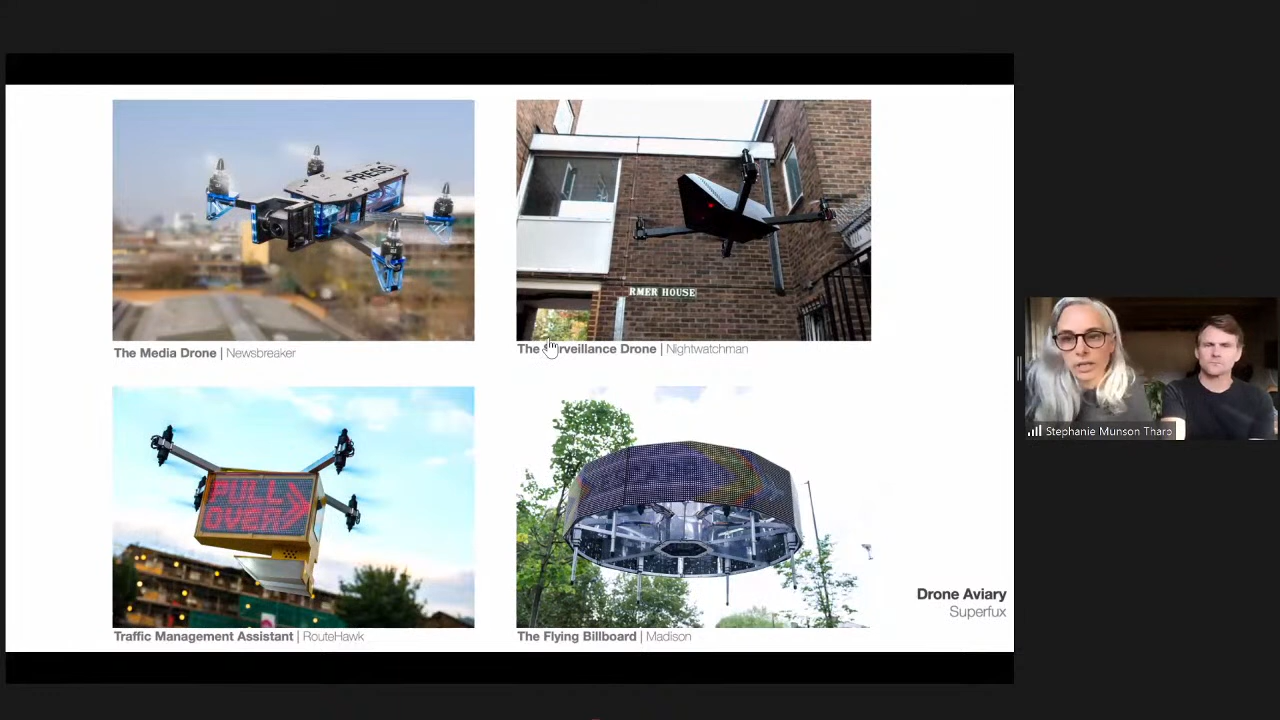 PRESS
RMER HOUSE
The Media Drone | Newsbreaker
The Surveillance Drone | Nightwatchman
PULL
OVER
Traffic Management Assistant | RouteHawk
The Flying Billboard | Madison
Drone Aviary
Superfux
Stephanie Munson Tharp